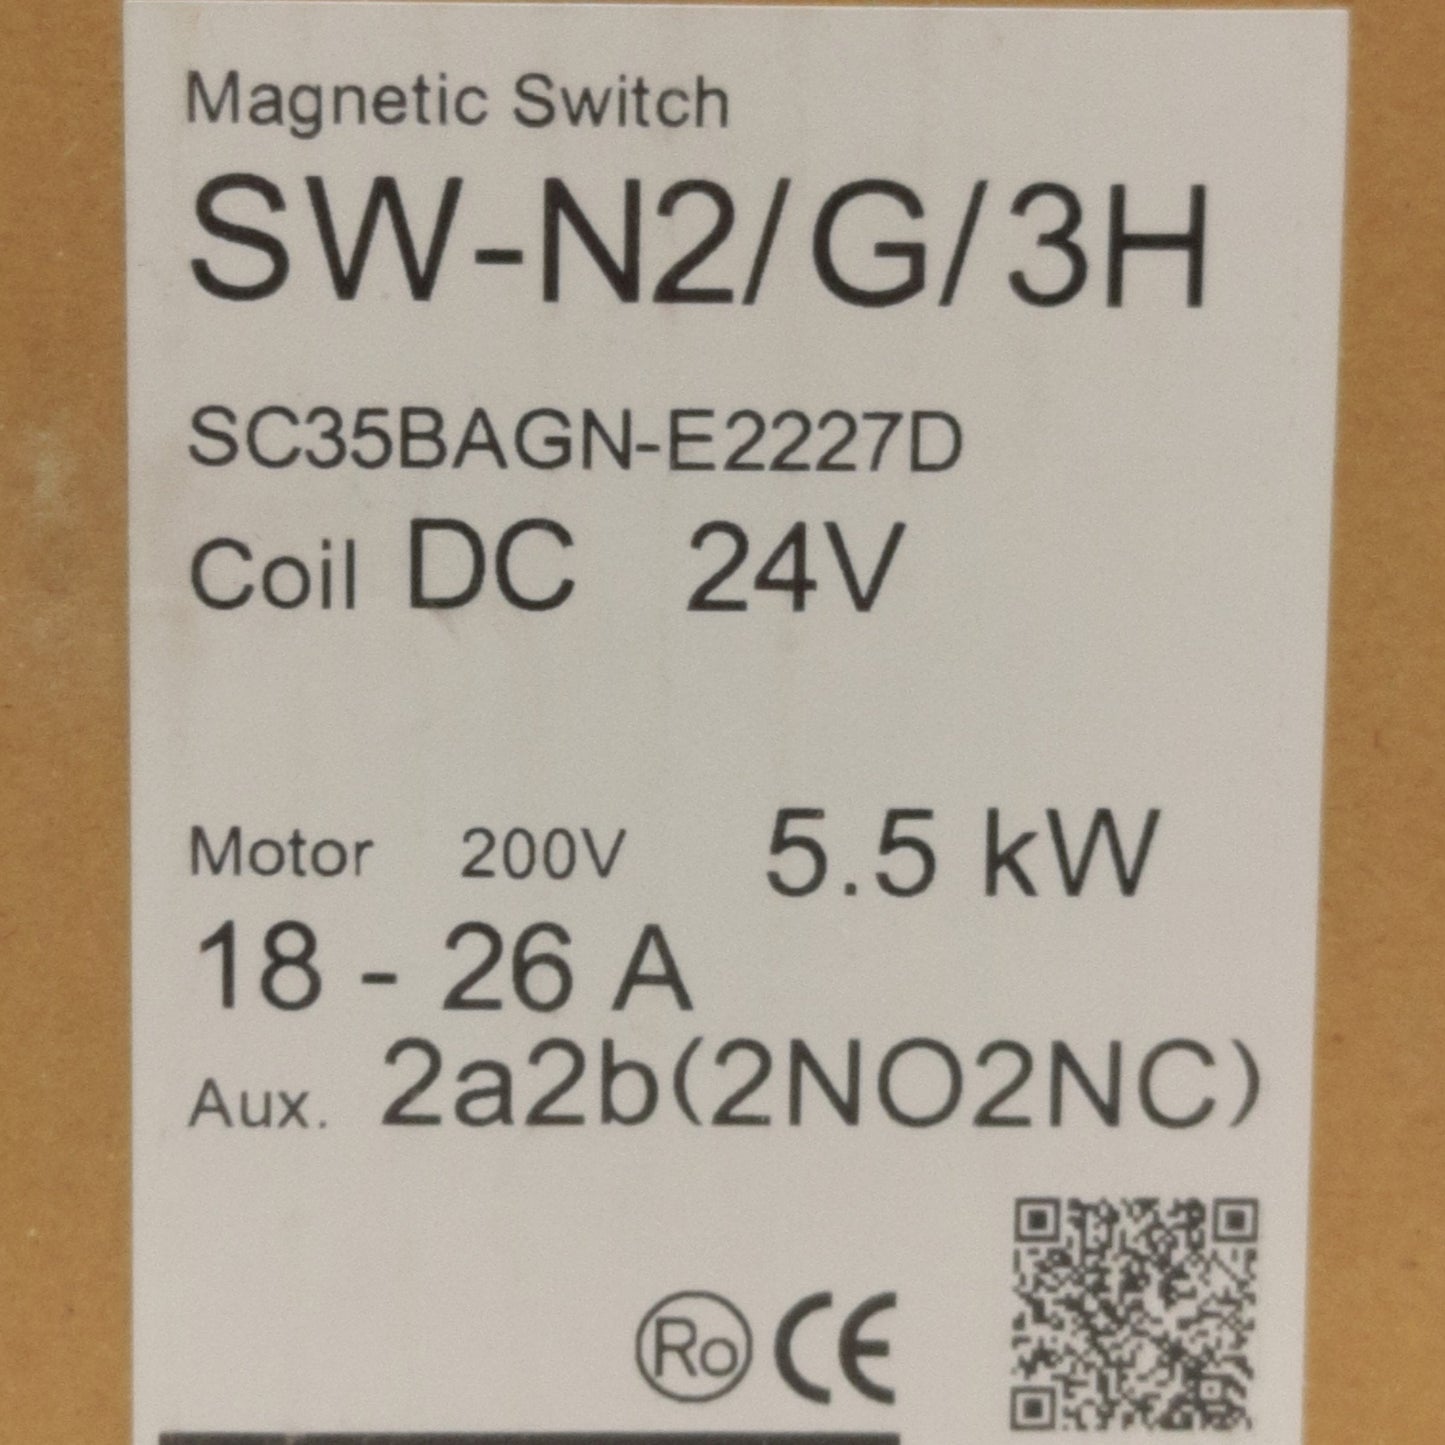 Magnetic Switch
SW-N2/G/3H
SC35BAGN-E2227D
Coil DC 24V
Motor 200V 5.5 kW
18 - 26 A
Aux. 2a2b(2NO2NC)
Ro CE